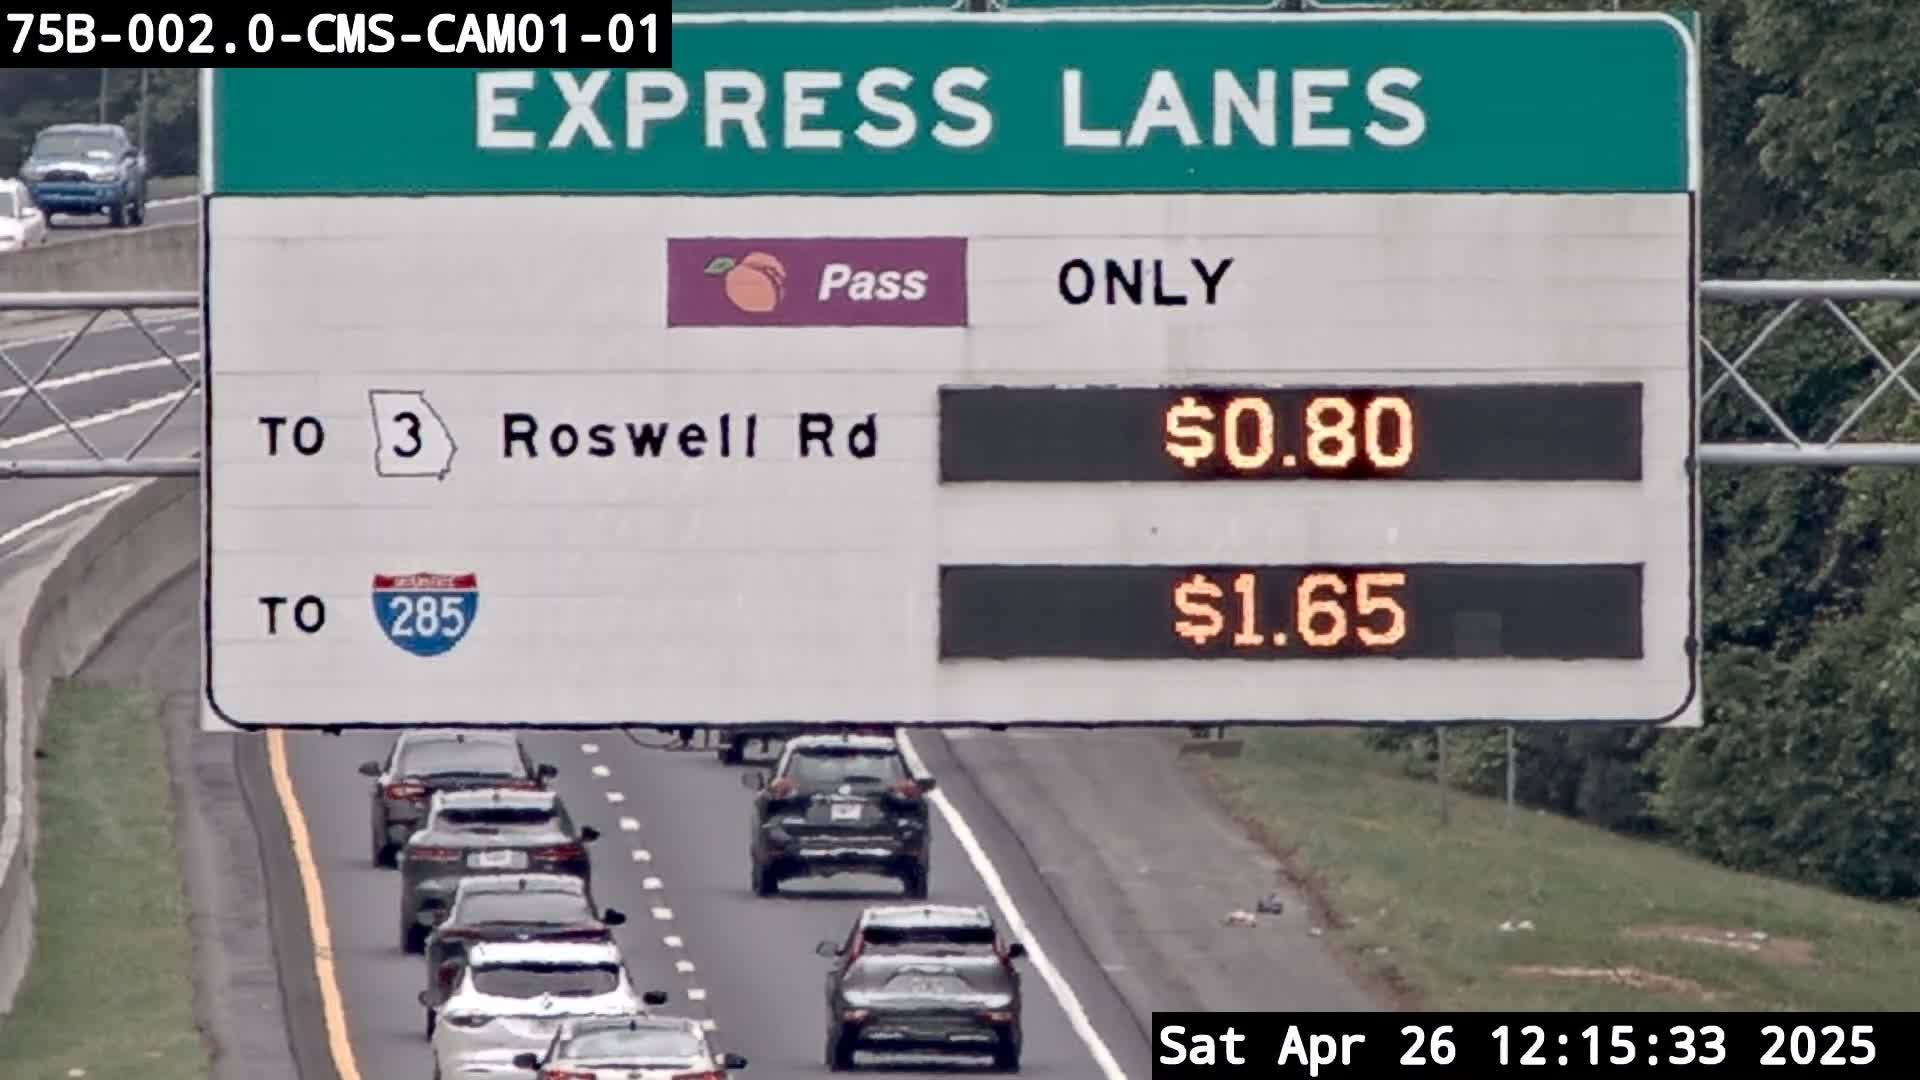 75B-002.0-CMS-CAM01-01
EXPRESS LANES
Pass ONLY
TO 3 Roswell Rd $0.80
TO INTERSTATE 285 $1.65
Sat Apr 26 12:15:33 2025